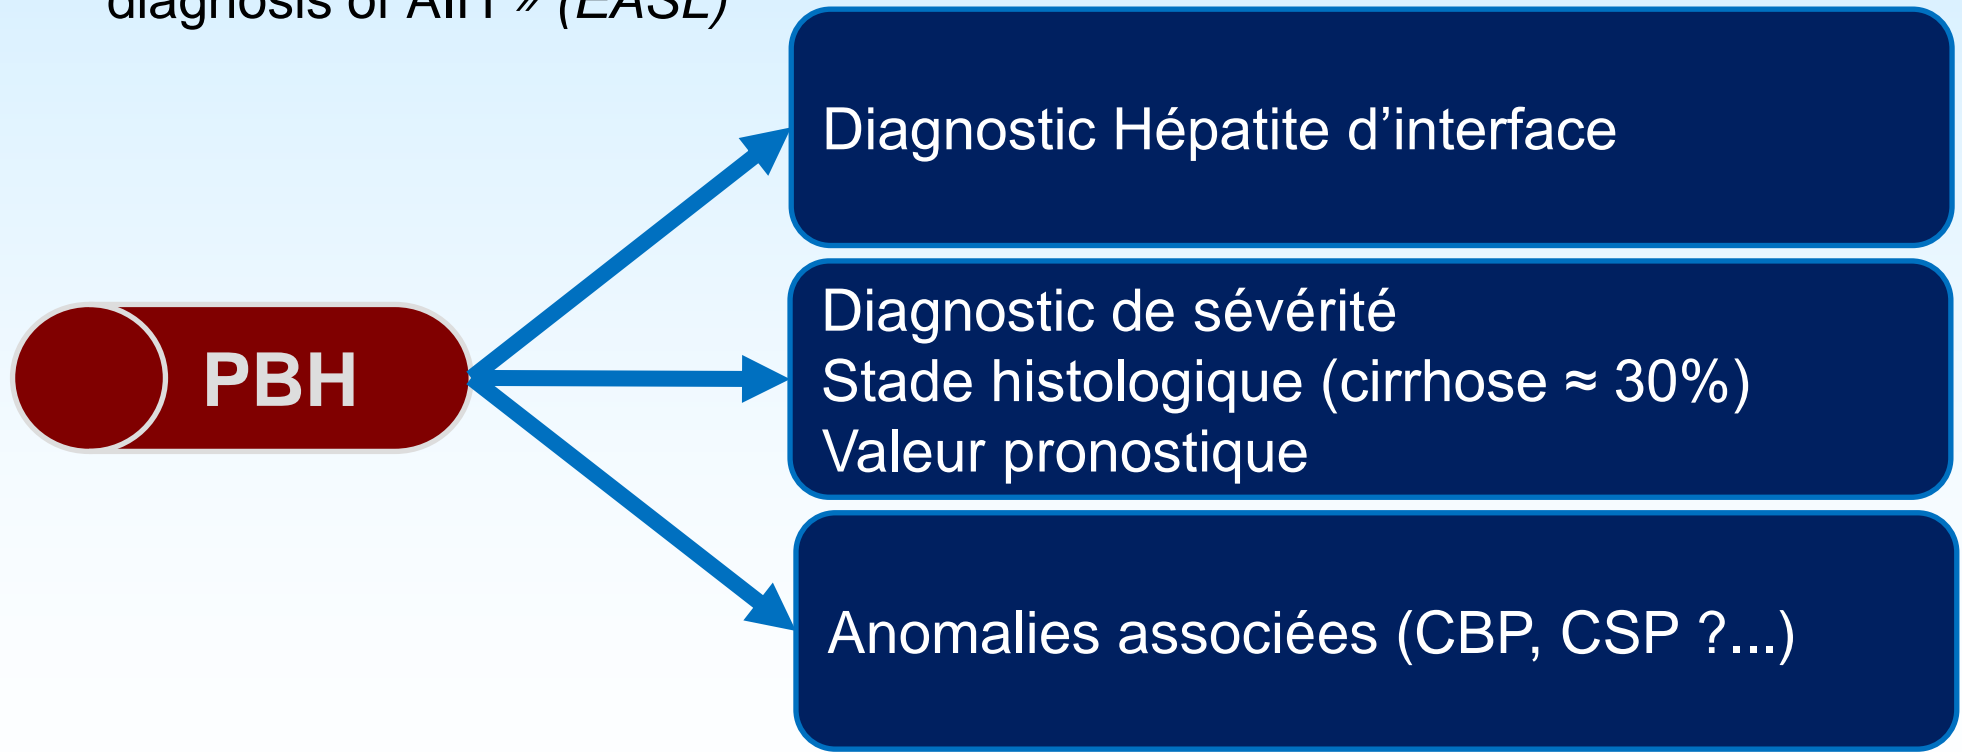 diagnosis of AIH » (EASL)
Diagnostic Hépatite d’interface
PBH
Diagnostic de sévérité
Stade histologique (cirrhose ≈ 30%)
Valeur pronostique
Anomalies associées (CBP, CSP ?...)